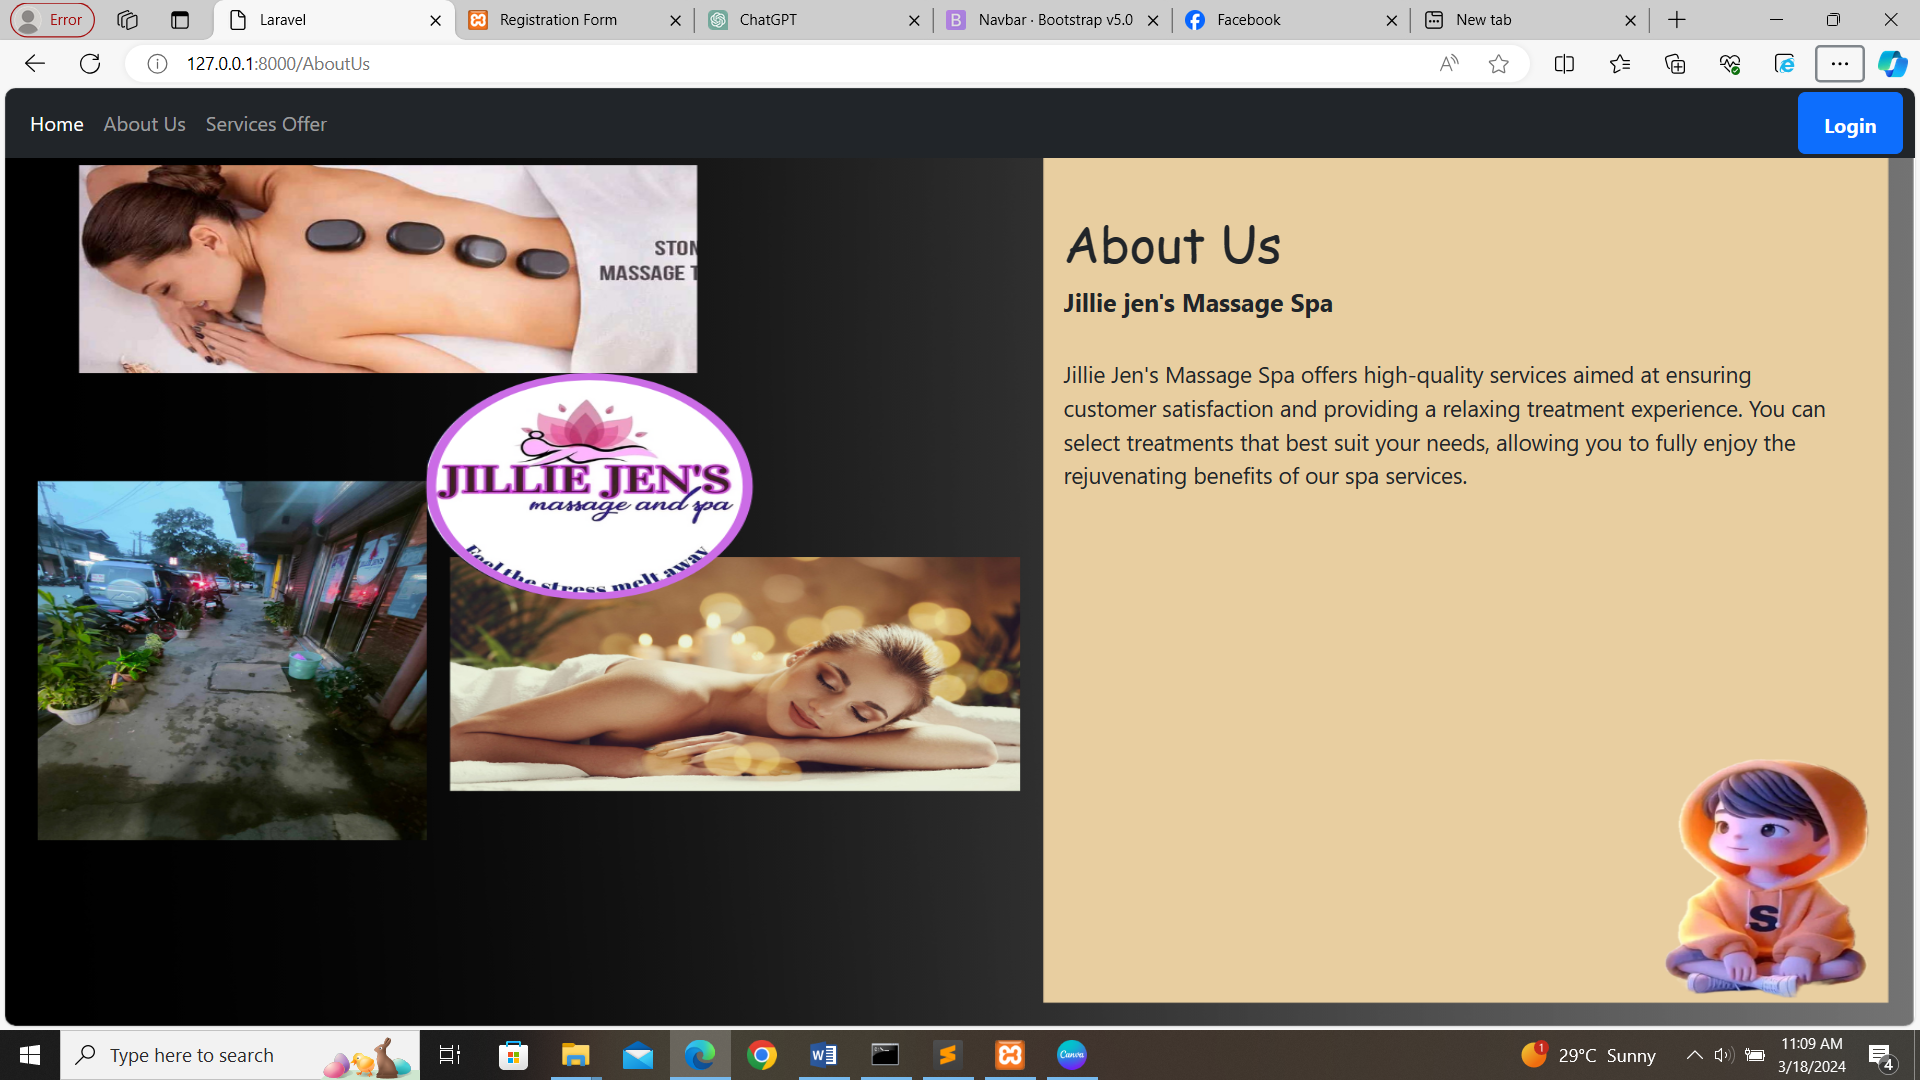 Error
Laravel
Registration Form
ChatGPT
Navbar · Bootstrap v5.0
Facebook
New tab
127.0.0.1:8000/AboutUs
Home
About Us
Services Offer
Login
STON
MASSAGE T
JILLIE JEN'S
massage and spa
Feel the stress melt away
About Us
Jillie jen's Massage Spa
Jillie Jen's Massage Spa offers high-quality services aimed at ensuring
customer satisfaction and providing a relaxing treatment experience. You can
select treatments that best suit your needs, allowing you to fully enjoy the
rejuvenating benefits of our spa services.
S
Type here to search
Canva
1
29°C Sunny
11:09 AM
3/18/2024
4